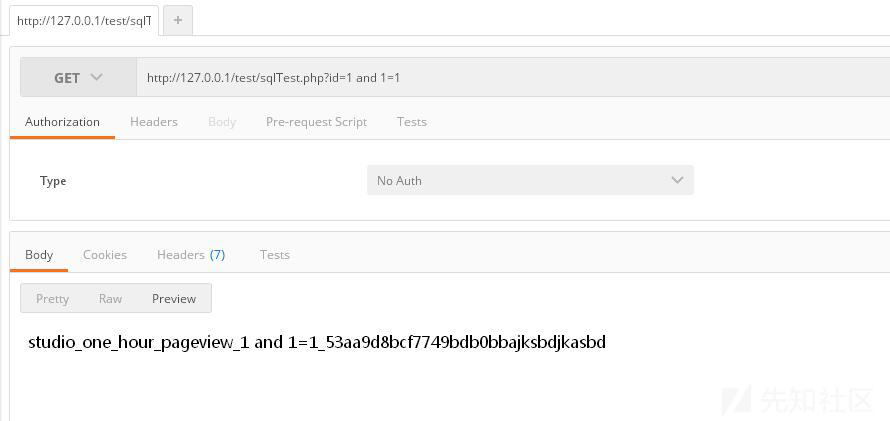 http://127.0.0.1/test/sqlT
+
GET http://127.0.0.1/test/sqlTest.php?id=1 and 1=1
Authorization Headers Body Pre-request Script Tests
Type No Auth
Body Cookies Headers (7) Tests
Pretty Raw Preview
studio_one_hour_pageview_1 and 1=1_53aa9d8bcf7749bdb0bbajksbdjkasbd
先知社区